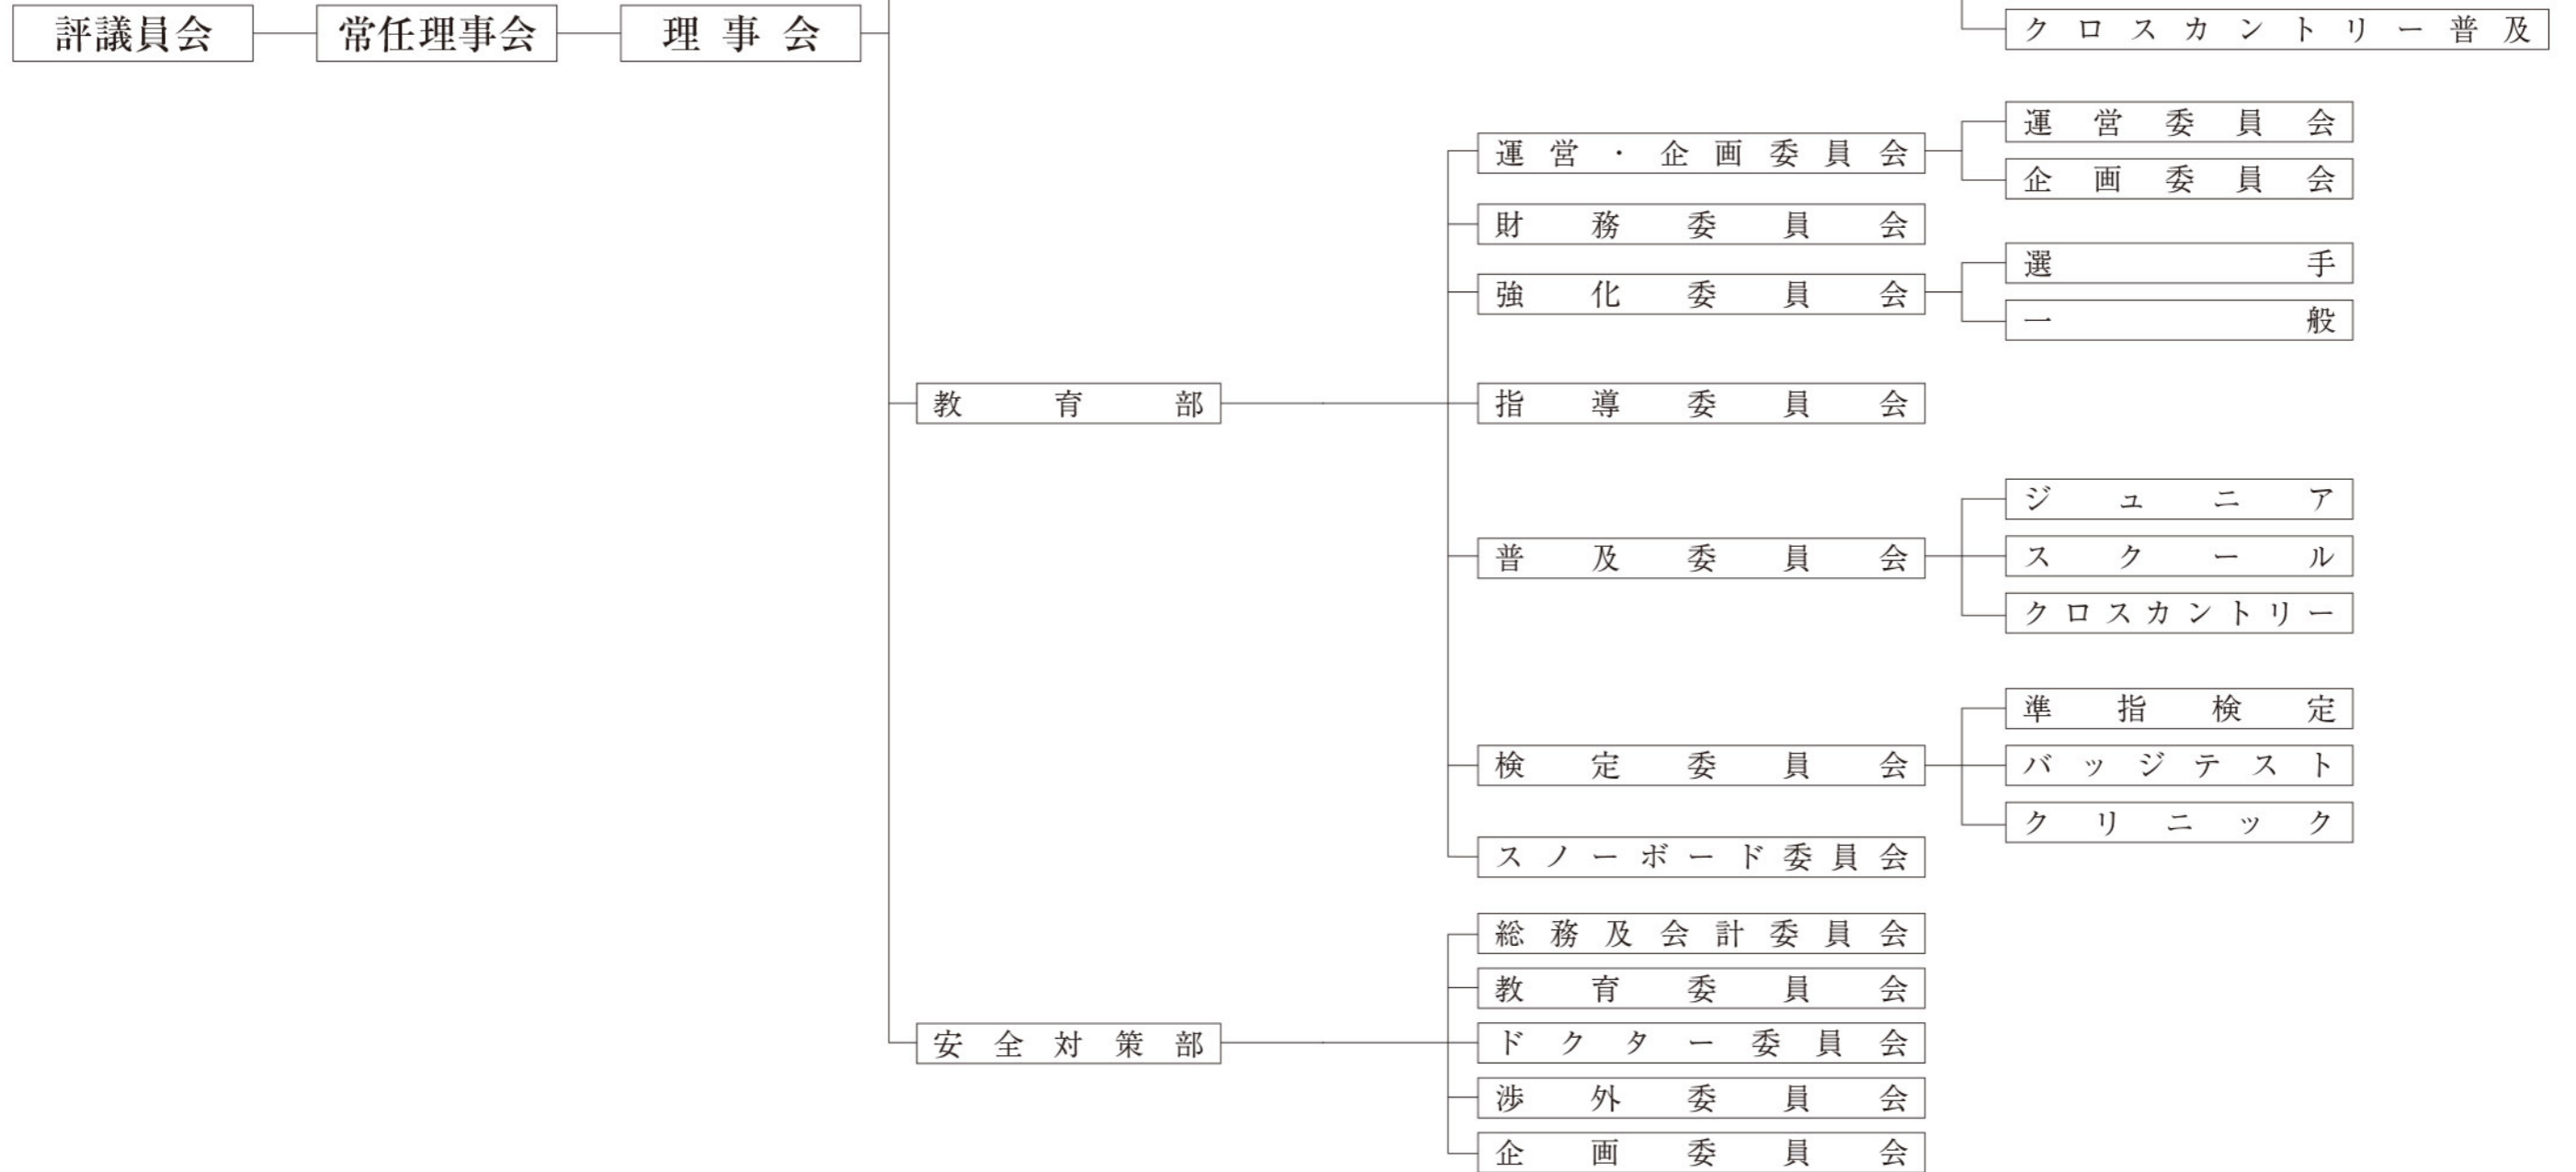 評議員会
常任理事会
理事会
クロスカントリー普及
教育部
運営・企画委員会
運営委員会
企画委員会
財務委員会
強化委員会
選手
一般
指導委員会
普及委員会
ジュニア
スクール
クロスカントリー
検定委員会
準指検定
バッジテスト
クリニック
スノーボード委員会
安全対策部
総務及会計委員会
教育委員会
ドクター委員会
渉外委員会
企画委員会